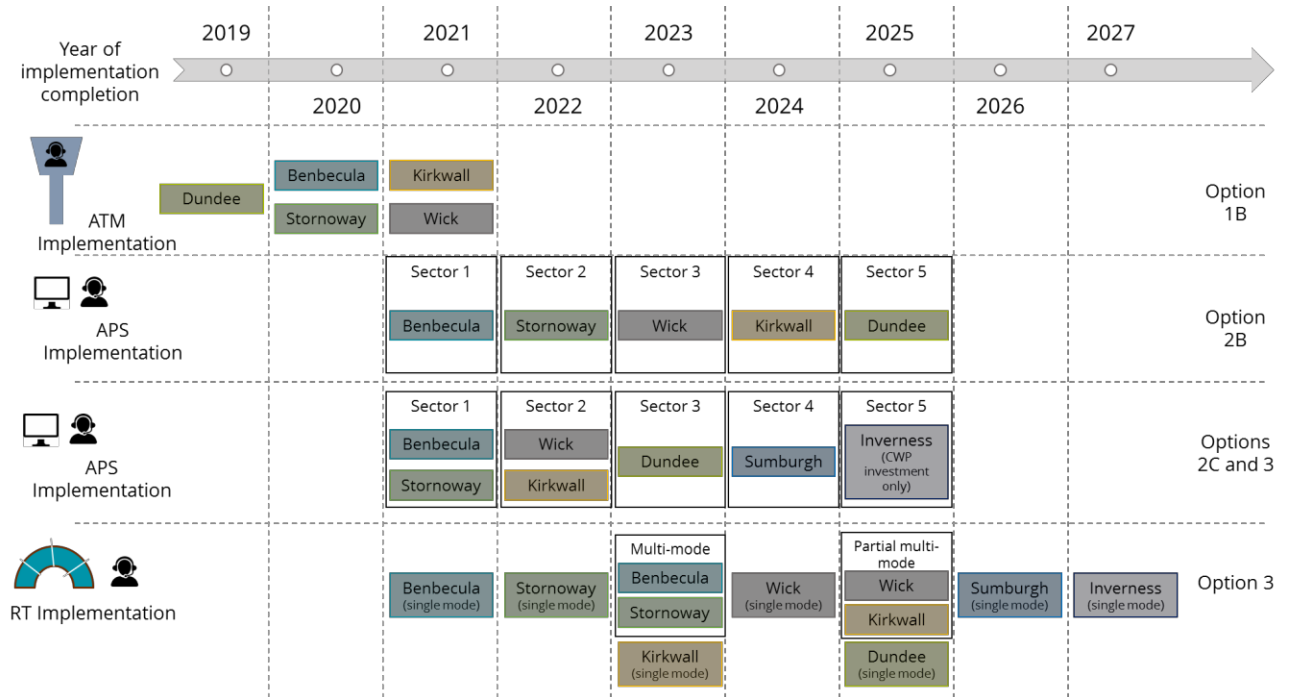 2019 2021 2023 2025 2027
Year of
implementation
completion
2020 2022 2024 2026
Benbecula Kirkwall
Dundee
Stornoway Wick
ATM
Implementation
Option
1B
Sector 1 Sector 2 Sector 3 Sector 4 Sector 5
Benbecula Stornoway Wick Kirkwall Dundee
APS
Implementation
Option
2B
Sector 1 Sector 2 Sector 3 Sector 4 Sector 5
Benbecula Wick
Dundee Sumburgh
Inverness
(CWP
investment
only)
Stornoway Kirkwall
APS
Implementation
Options
2C and 3
Multi-mode
Partial multi-
mode
Benbecula
(single mode)
Stornoway
(single mode)
Benbecula
Stornoway
Kirkwall
(single mode)
Wick
(single mode)
Wick
Kirkwall
Dundee
(single mode)
Sumburgh
(single mode)
Inverness
(single mode)
Option 3
RT Implementation